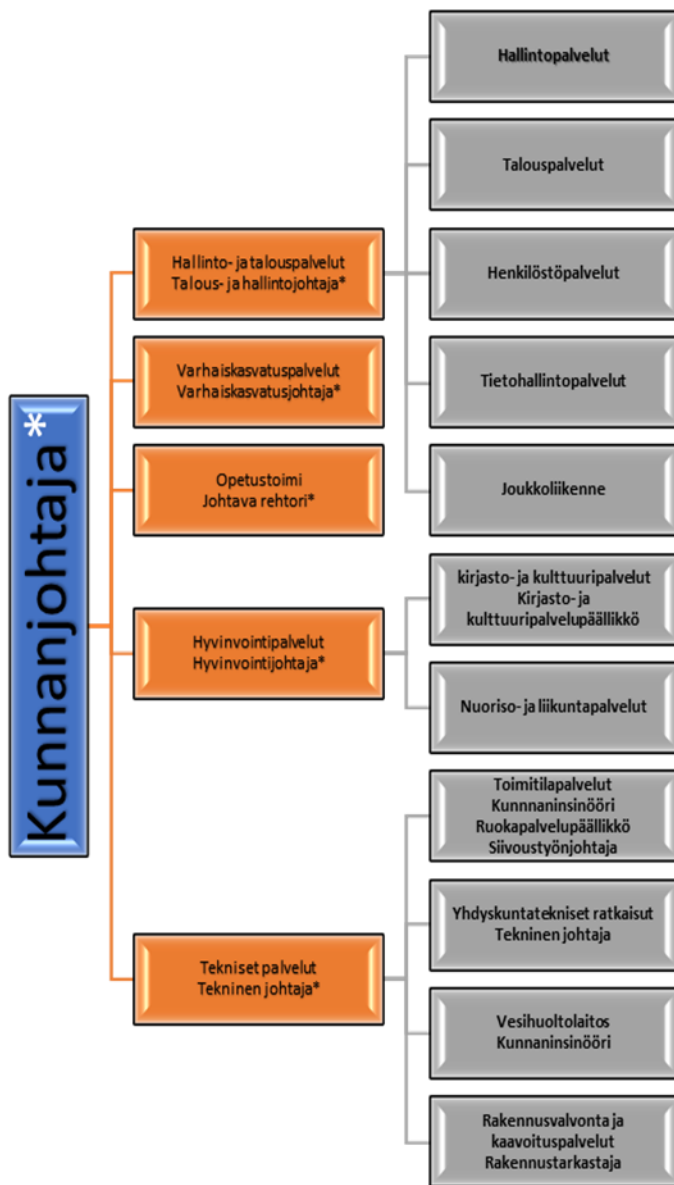 Kunnanjohtaja*
Hallinto- ja talouspalvelut
Talous- ja hallintojohtaja*
Hallintopalvelut
Talouspalvelut
Henkilöstöpalvelut
Tietohallintopalvelut
Joukkoliikenne
Varhaiskasvatuspalvelut
Varhaiskasvatusjohtaja*
Opetustoimi
Johtava rehtori*
Hyvinvointipalvelut
Hyvinvointijohtaja*
kirjasto- ja kulttuuripalvelut
Kirjasto- ja
kulttuuripalvelupäällikkö
Nuoriso- ja liikuntapalvelut
Tekniset palvelut
Tekninen johtaja*
Toimitilapalvelut
Kunnnaninsinööri
Ruokapalvelupäällikkö
Siivoustyönjohtaja
Yhdyskuntatekniset ratkaisut
Tekninen johtaja
Vesihuoltolaitos
Kunnaninsinööri
Rakennusvalvonta ja
kaavoituspalvelut
Rakennustarkastaja